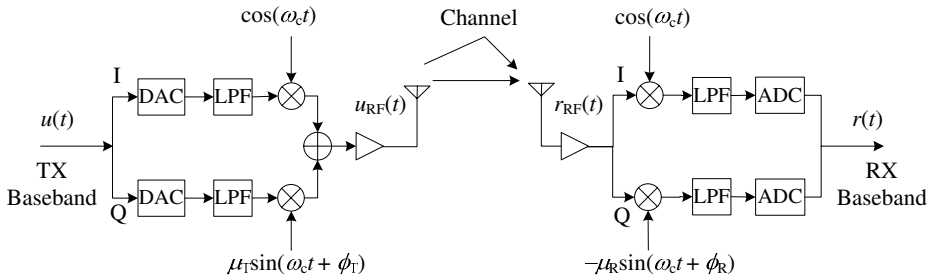 cos(ω_c t)
Channel
cos(ω_c t)
I
DAC
LPF
u_RF(t)
r_RF(t)
I
LPF
ADC
u(t)
r(t)
TX
Baseband
RX
Baseband
Q
DAC
LPF
Q
LPF
ADC
μ_T sin(ω_c t + ϕ_T)
−μ_R sin(ω_c t + ϕ_R)